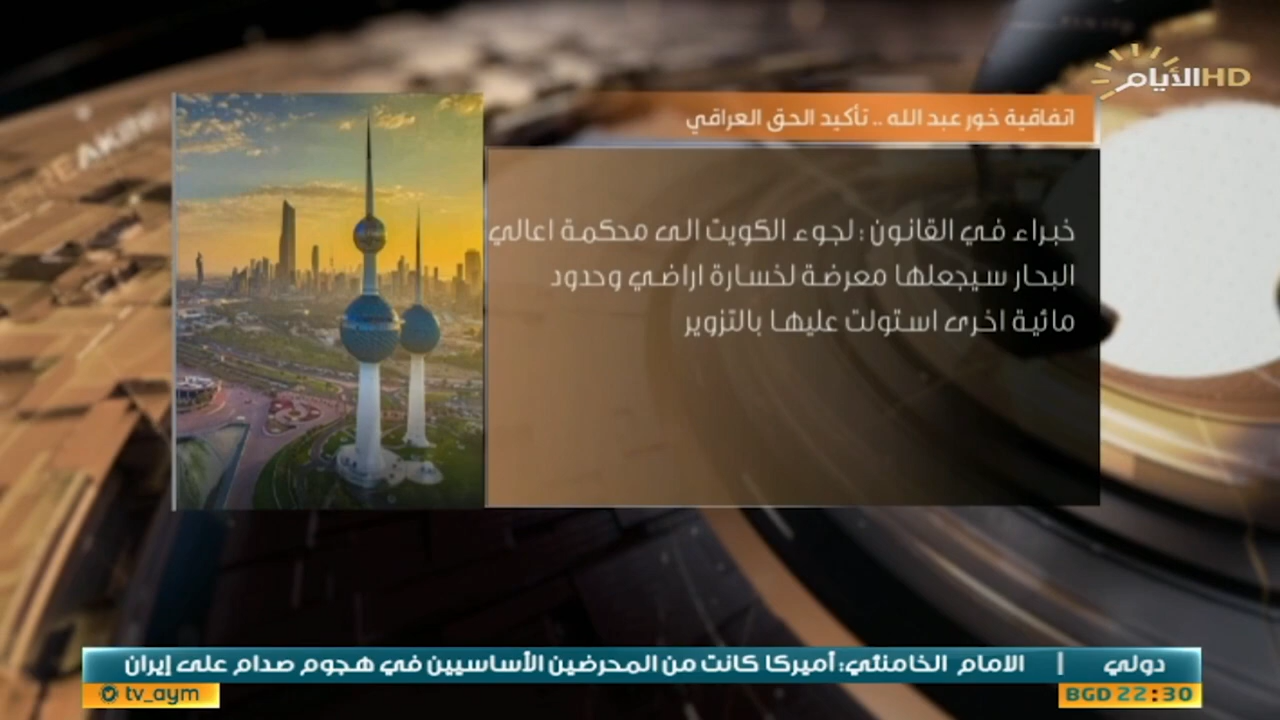 الأيام HD
اتفاقية خور عبد الله .. تأكيد الحق العراقي
خبراء في القانون : لجوء الكويت الى محكمة اعالي
البحار سيجعلها معرضة لخسارة اراضي وحدود
مائية اخرى استولت عليها بالتزوير
دولي | الامام الخامنئي: أميركا كانت من المحرضين الأساسيين في هجوم صدام على إيران
tv_aym
BGD 22:30